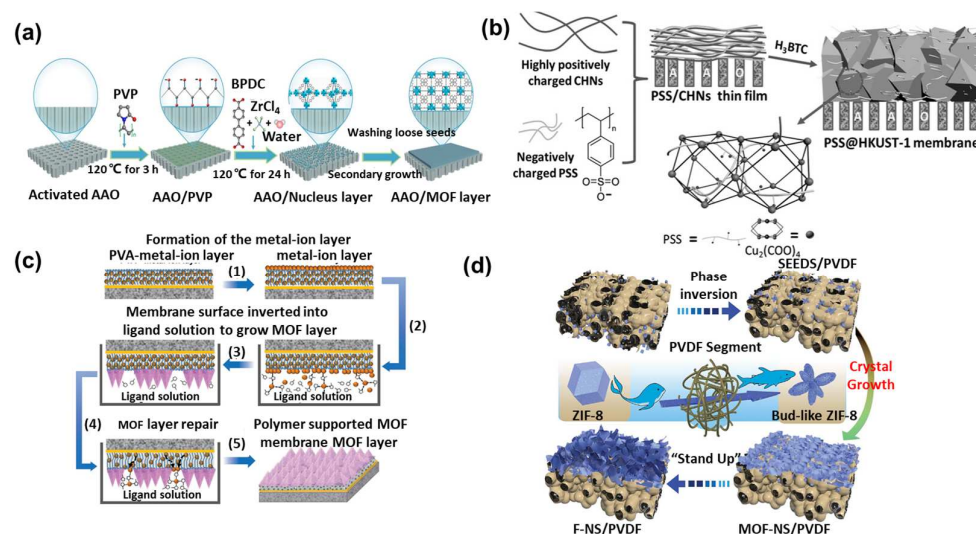 (a)
PVP
BPDC
ZrCl4
Water
120 ℃ for 3 h
120 ℃ for 24 h
Washing loose seeds
Secondary growth
Activated AAO
AAO/PVP
AAO/Nucleus layer
AAO/MOF layer
(b)
Highly positively
charged CHNs
Negatively
charged PSS
n
O=S=O
O-
A A O
PSS/CHNs thin film
H3BTC
A A O
PSS@HKUST-1 membrane
PSS =
=
Cu2(COO)4
(c)
Formation of the metal-ion layer
PVA-metal-ion layer
(1)
metal-ion layer
(2)
Membrane surface inverted into
ligand solution to grow MOF layer
(3)
Ligand solution
Ligand solution
(4)
MOF layer repair
(5)
Ligand solution
Polymer supported MOF
membrane MOF layer
(d)
Phase
inversion
SEEDS/PVDF
PVDF Segment
ZIF-8
Bud-like ZIF-8
Crystal
Growth
"Stand Up"
F-NS/PVDF
MOF-NS/PVDF